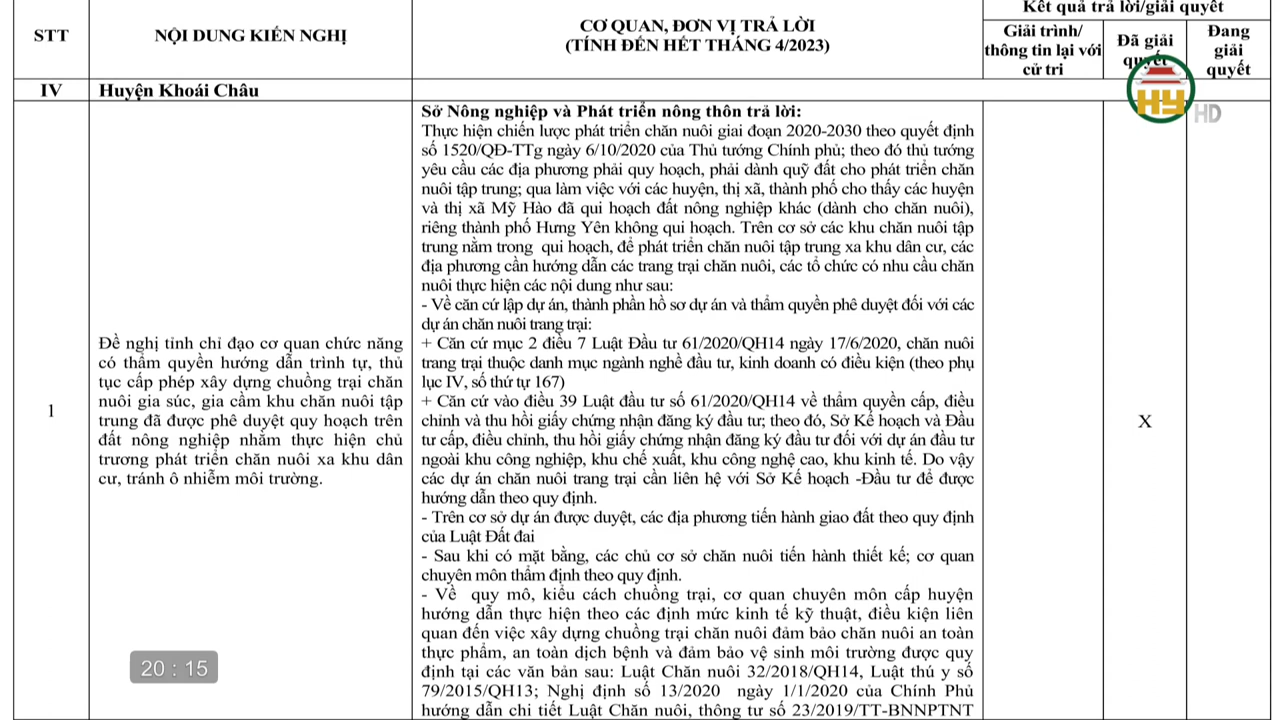 STT
NỘI DUNG KIẾN NGHỊ
CƠ QUAN, ĐƠN VỊ TRẢ LỜI
(TÍNH ĐẾN HẾT THÁNG 4/2023)
Kết quả trả lời/giải quyết
Giải trình/
thông tin lại với
cử tri
Đã giải
quyết
Đang
giải
quyết
IV
Huyện Khoái Châu
HY
HD
1
Đề nghị tỉnh chỉ đạo cơ quan chức năng
có thẩm quyền hướng dẫn trình tự, thủ
tục cấp phép xây dựng chuồng trại chăn
nuôi gia súc, gia cầm khu chăn nuôi tập
trung đã được phê duyệt quy hoạch trên
đất nông nghiệp nhằm thực hiện chủ
trương phát triển chăn nuôi xa khu dân
cư, tránh ô nhiễm môi trường.
Sở Nông nghiệp và Phát triển nông thôn trả lời:
Thực hiện chiến lược phát triển chăn nuôi giai đoạn 2020-2030 theo quyết định
số 1520/QĐ-TTg ngày 6/10/2020 của Thủ tướng Chính phủ; theo đó thủ tướng
yêu cầu các địa phương phải quy hoạch, phải dành quỹ đất cho phát triển chăn
nuôi tập trung; qua làm việc với các huyện, thị xã, thành phố cho thấy các huyện
và thị xã Mỹ Hào đã qui hoạch đất nông nghiệp khác (dành cho chăn nuôi),
riêng thành phố Hưng Yên không qui hoạch. Trên cơ sở các khu chăn nuôi tập
trung nằm trong qui hoạch, để phát triển chăn nuôi tập trung xa khu dân cư, các
địa phương cần hướng dẫn các trang trại chăn nuôi, các tổ chức có nhu cầu chăn
nuôi thực hiện các nội dung như sau:
- Về căn cứ lập dự án, thành phần hồ sơ dự án và thẩm quyền phê duyệt đối với các
dự án chăn nuôi trang trại:
+ Căn cứ mục 2 điều 7 Luật Đầu tư 61/2020/QH14 ngày 17/6/2020, chăn nuôi
trang trại thuộc danh mục ngành nghề đầu tư, kinh doanh có điều kiện (theo phụ
lục IV, số thứ tự 167)
+ Căn cứ vào điều 39 Luật đầu tư số 61/2020/QH14 về thẩm quyền cấp, điều
chỉnh và thu hồi giấy chứng nhận đăng ký đầu tư; theo đó, Sở Kế hoạch và Đầu
tư cấp, điều chỉnh, thu hồi giấy chứng nhận đăng ký đầu tư đối với dự án đầu tư
ngoài khu công nghiệp, khu chế xuất, khu công nghệ cao, khu kinh tế. Do vậy
các dự án chăn nuôi trang trại cần liên hệ với Sở Kế hoạch -Đầu tư để được
hướng dẫn theo quy định.
- Trên cơ sở dự án được duyệt, các địa phương tiến hành giao đất theo quy định
của Luật Đất đai
- Sau khi có mặt bằng, các chủ cơ sở chăn nuôi tiến hành thiết kế; cơ quan
chuyên môn thẩm định theo quy định.
- Về quy mô, kiểu cách chuồng trại, cơ quan chuyên môn cấp huyện
hướng dẫn thực hiện theo các định mức kinh tế kỹ thuật, điều kiện liên
quan đến việc xây dựng chuồng trại chăn nuôi đảm bảo chăn nuôi an toàn
thực phẩm, an toàn dịch bệnh và đảm bảo vệ sinh môi trường được quy
định tại các văn bản sau: Luật Chăn nuôi 32/2018/QH14, Luật thú y số
79/2015/QH13; Nghị định số 13/2020 ngày 1/1/2020 của Chính Phủ
hướng dẫn chi tiết Luật Chăn nuôi, thông tư số 23/2019/TT-BNNPTNT
X
20 : 15